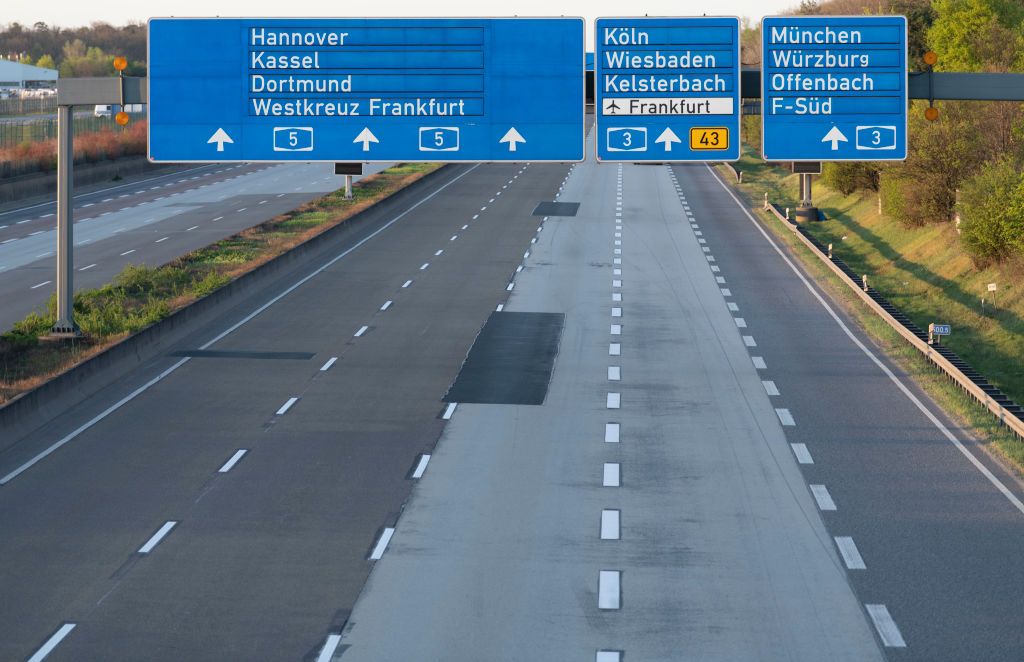 Hannover
Kassel
Dortmund
Westkreuz Frankfurt
5 5
Köln
Wiesbaden
Kelsterbach
Frankfurt
3 43
München
Würzburg
Offenbach
F-Süd
3